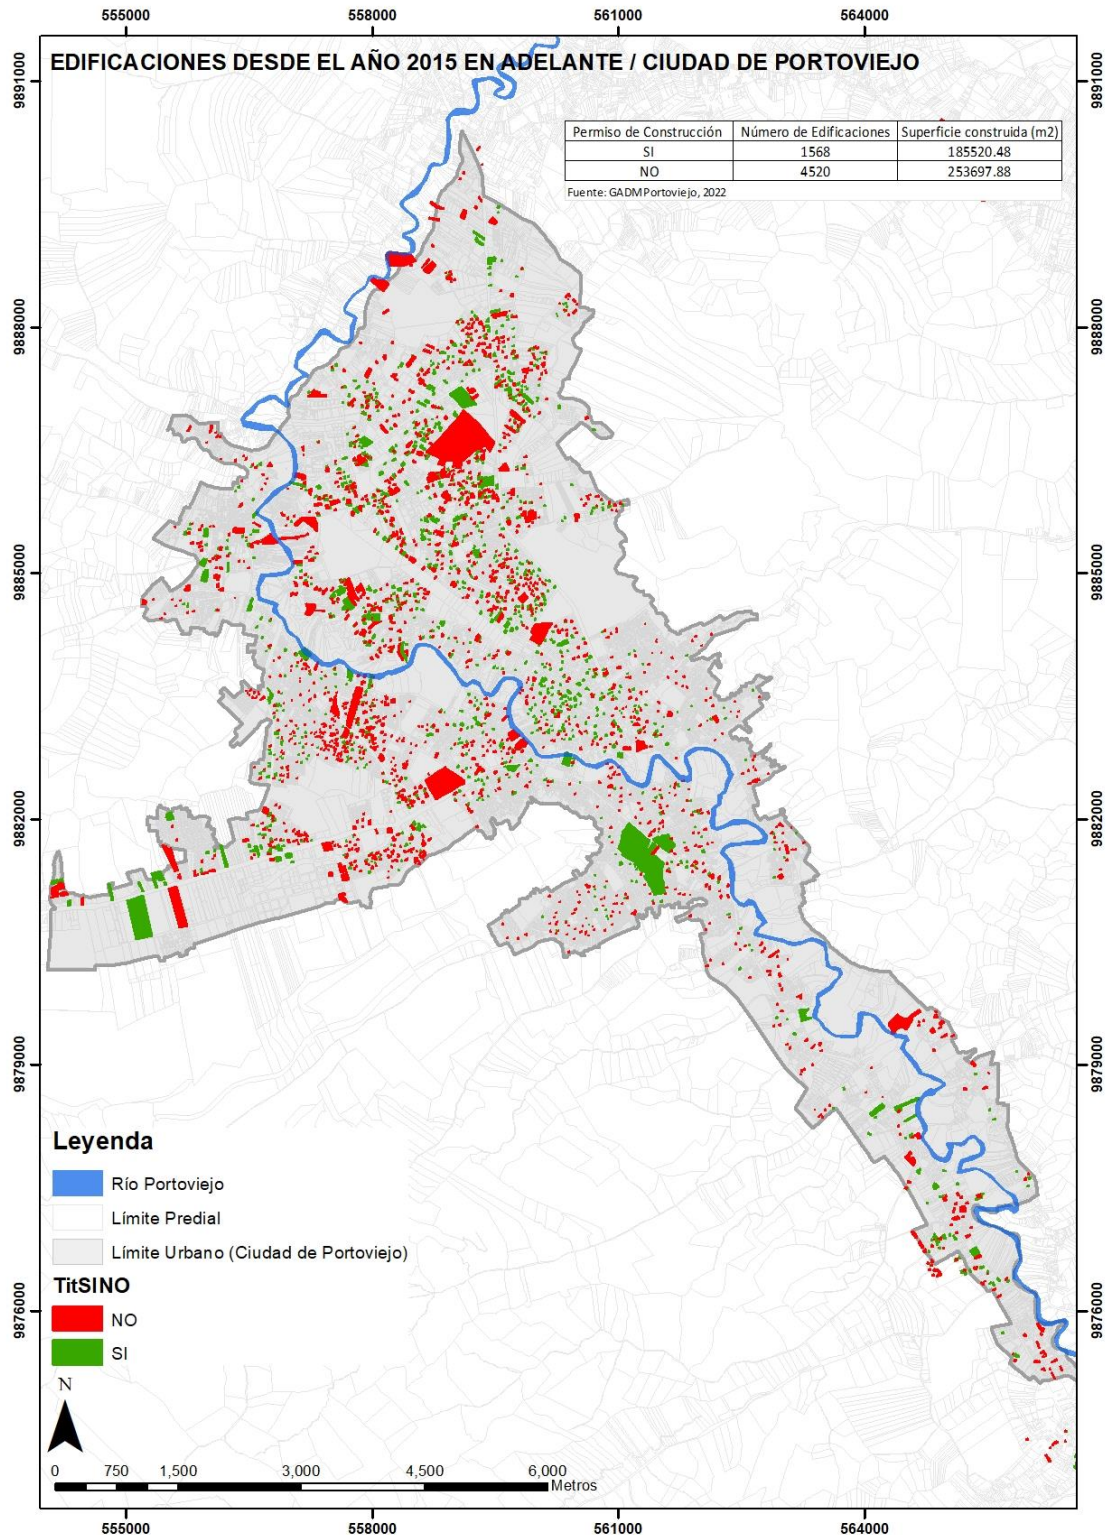 555000 558000 561000 564000
EDIFICACIONES DESDE EL AÑO 2015 EN ADELANTE / CIUDAD DE PORTOVIEJO
9891000 9891000
Permiso de Construcción Número de Edificaciones Superficie construida (m2)
SI 1568 185520.48
NO 4520 253697.88
Fuente: GADMPortoviejo, 2022
9888000 9888000
9885000 9885000
9882000 9882000
9879000 9879000
Leyenda
Río Portoviejo
Límite Predial
Límite Urbano (Ciudad de Portoviejo)
TitSINO
9876000 9876000
NO
SI
N
0 750 1,500 3,000 4,500 6,000
Metros
555000 558000 561000 564000